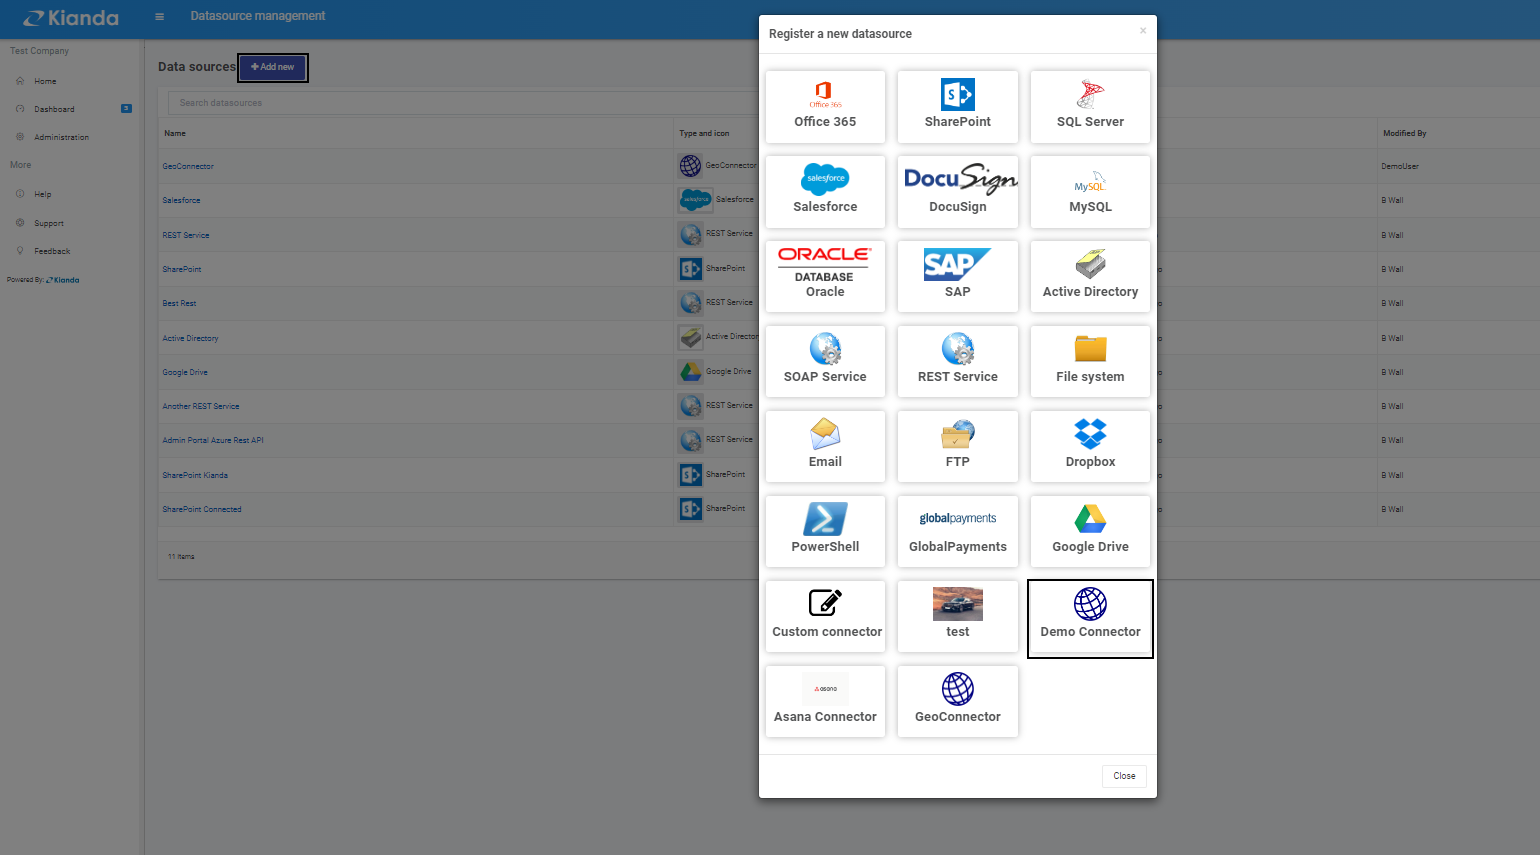 Kianda
Datasource management
Test Company
Home
Dashboard 3
Administration
More
Help
Support
Feedback
Powered By: Kianda
Data sources
Add new
Search datasources
Name
Type and icon
Modified By
GeoConnector
GeoConnector
DemoUser
Salesforce
salesforce
Salesforce
B Wall
REST Service
REST Service
B Wall
SharePoint
SharePoint
B Wall
Best Rest
REST Service
B Wall
Active Directory
Active Director
B Wall
Google Drive
Google Drive
B Wall
Another REST Service
REST Service
B Wall
Admin Portal Azure Rest API
REST Service
B Wall
SharePoint Kianda
SharePoint
B Wall
SharePoint Connected
SharePoint
B Wall
11 items
Register a new datasource
×
Office 365
Office 365
SharePoint
SQL Server
salesforce
Salesforce
DocuSign
DocuSign
MySQL
MySQL
ORACLE
DATABASE
Oracle
SAP
SAP
Active Directory
SOAP Service
REST Service
File system
Email
FTP
Dropbox
PowerShell
globalpayments
GlobalPayments
Google Drive
Custom connector
test
Demo Connector
asana
Asana Connector
GeoConnector
Close